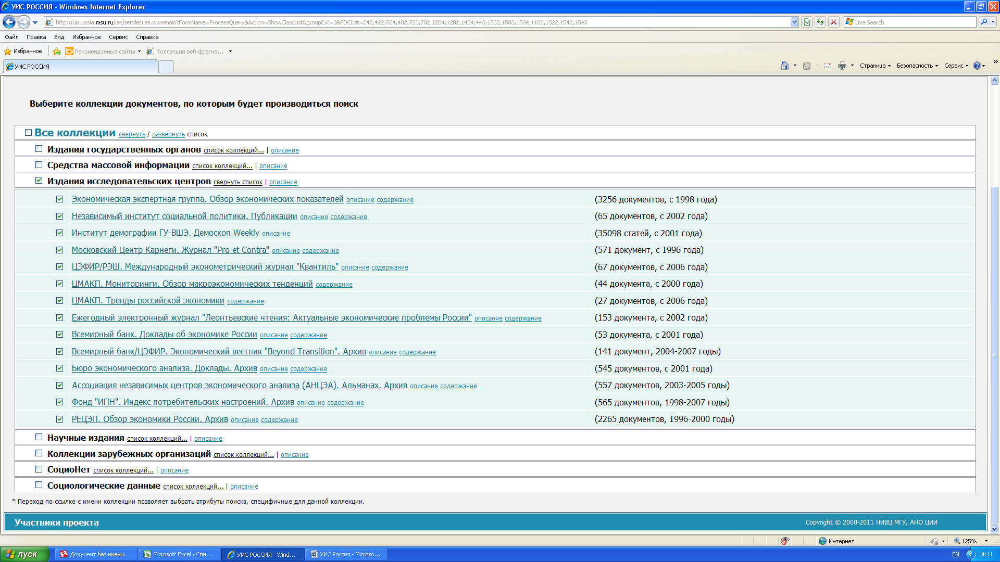 УИС РОССИЯ - Windows Internet Explorer
http://uisrussia.msu.ru/is4/servlet/is4.wwwmain?FormName=ProcessQuery&Action=ShowClassList&groupExt=3&PDCList=242,422,504,402,723,782,1204,1282,1484,443,1502,1503,1504,1102,1522,1542,1543
Live Search
Файл Правка Вид Избранное Сервис Справка
Избранное Рекомендуемые сайты Коллекция веб-фрагме...
УИС РОССИЯ Страница Безопасность Сервис
Выберите коллекции документов, по которым будет производиться поиск
Все коллекции свернуть / развернуть список
Издания государственных органов список коллекций... | описание
Средства массовой информации список коллекций... | описание
Издания исследовательских центров свернуть список | описание
Экономическая экспертная группа. Обзор экономических показателей описание содержание (3256 документов, с 1998 года)
Независимый институт социальной политики. Публикации описание содержание (65 документов, с 2002 года)
Институт демографии ГУ-ВШЭ. Демоскоп Weekly описание (35098 статей, с 2001 года)
Московский Центр Карнеги. Журнал "Pro et Contra" описание содержание (571 документ, с 1996 года)
ЦЭФИР/РЭШ. Международный эконометрический журнал "Квантиль" описание содержание (67 документов, с 2006 года)
ЦМАКП. Мониторинги. Обзор макроэкономических тенденций содержание (44 документа, с 2000 года)
ЦМАКП. Тренды российской экономики содержание (27 документов, с 2006 года)
Ежегодный электронный журнал "Леонтьевские чтения: Актуальные экономические проблемы России" описание содержание (153 документа, с 2002 года)
Всемирный банк. Доклады об экономике России описание содержание (53 документа, с 2001 года)
Всемирный банк/ЦЭФИР. Экономический вестник "Beyond Transition". Архив описание содержание (141 документ, 2004-2007 годы)
Бюро экономического анализа. Доклады. Архив описание содержание (545 документов, с 2001 года)
Ассоциация независимых центров экономического анализа (АНЦЭА). Альманах. Архив описание содержание (557 документов, 2003-2005 годы)
Фонд "ИПН". Индекс потребительских настроений. Архив описание содержание (565 документов, 1998-2007 годы)
РЕЦЭП. Обзор экономики России. Архив описание содержание (2265 документов, 1996-2000 годы)
Научные издания список коллекций... | описание
Коллекции зарубежных организаций список коллекций... | описание
СоциоНет список коллекций... | описание
Социологические данные список коллекций... | описание
* Переход по ссылке с имени коллекции позволяет выбрать атрибуты поиска, специфичные для данной коллекции.
Участники проекта Copyright © 2000-2011 НИВЦ МГУ, АНО ЦИИ
Интернет 125%
пуск Документ без имени... Microsoft Excel - Спи... УИС РОССИЯ - Wind... УИС Россия - Microso... EN 14:11